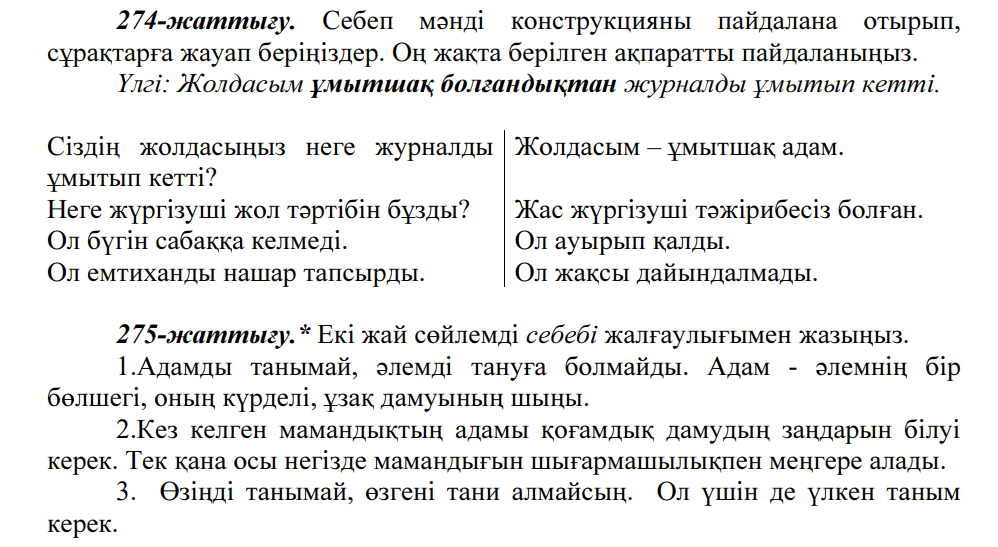 274-жаттығу. Себеп мәнді конструкцияны пайдалана отырып,
сұрақтарға жауап беріңіздер. Оң жақта берілген ақпаратты пайдаланыңыз.
Үлгі: Жолдасым ұмытшақ болғандықтан журналды ұмытып кетті.
Сіздің жолдасыңыз неге журналды
ұмытып кетті?
Жолдасым – ұмытшақ адам.
Неге жүргізуші жол тәртібін бұзды?
Жас жүргізуші тәжірибесіз болған.
Ол бүгін сабаққа келмеді.
Ол ауырып қалды.
Ол емтиханды нашар тапсырды.
Ол жақсы дайындалмады.
275-жаттығу.* Екі жай сөйлемді себебі жалғаулығымен жазыңыз.
1.Адамды танымай, әлемді тануға болмайды. Адам - әлемнің бір
бөлшегі, оның күрделі, ұзақ дамуының шыңы.
2.Кез келген мамандықтың адамы қоғамдық дамудың заңдарын білуі
керек. Тек қана осы негізде мамандығын шығармашылықпен меңгере алады.
3. Өзіңді танымай, өзгені тани алмайсың. Ол үшін де үлкен таным
керек.